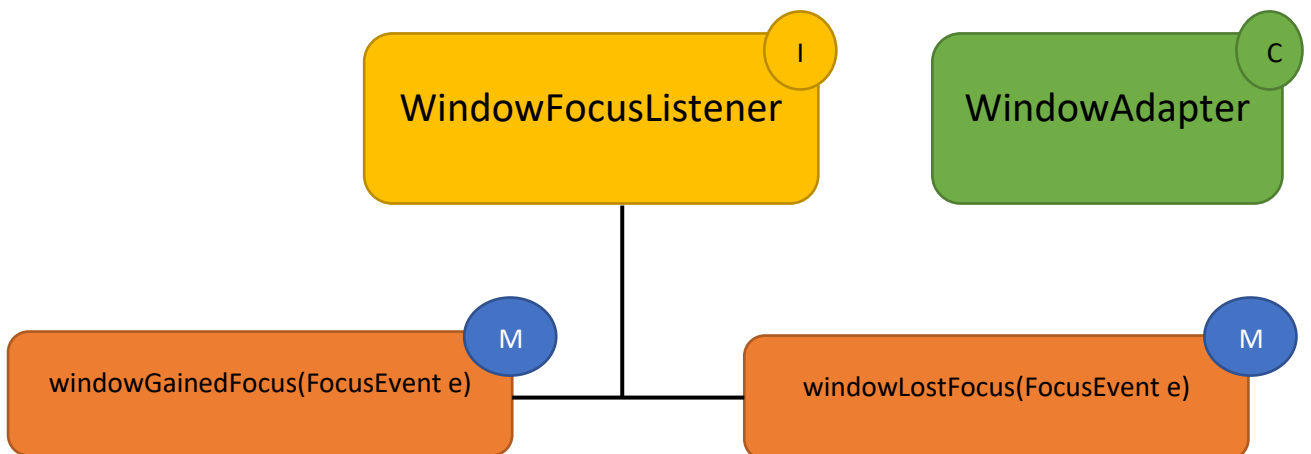 I
C
WindowFocusListener
WindowAdapter
M
M
windowGainedFocus(FocusEvent e)
windowLostFocus(FocusEvent e)